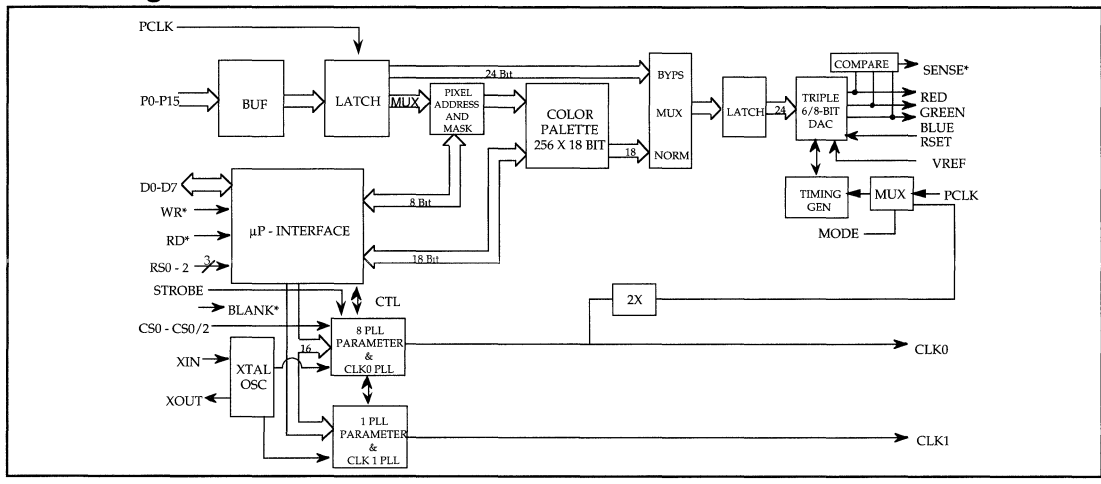 PCLK
P0-P15
BUF
LATCH
24 Bit
MUX
PIXEL
ADDRESS
AND
MASK
COLOR
PALETTE
256 X 18 BIT
18
BYPS
MUX
NORM
LATCH
24
COMPARE
TRIPLE
6/8-BIT
DAC
SENSE*
RED
GREEN
BLUE
RSET
VREF
TIMING
GEN
MUX
PCLK
MODE
D0-D7
WR*
RD*
RS0 - 2
3
µP - INTERFACE
8 Bit
18 Bit
STROBE
BLANK*
CS0 - CS0/2
CTL
2X
8 PLL
PARAMETER
&
CLK0 PLL
16
XIN
XOUT
XTAL
OSC
CLK0
1 PLL
PARAMETER
&
CLK 1 PLL
CLK1